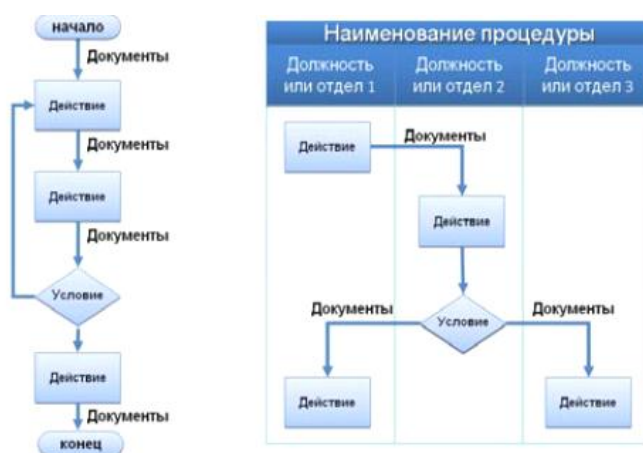 начало
Документы
Действие
Документы
Действие
Документы
Условие
Действие
Документы
конец
Наименование процедуры
Должность
или отдел 1
Должность
или отдел 2
Должность
или отдел 3
Действие
Документы
Действие
Документы
Условие
Документы
Действие
Действие